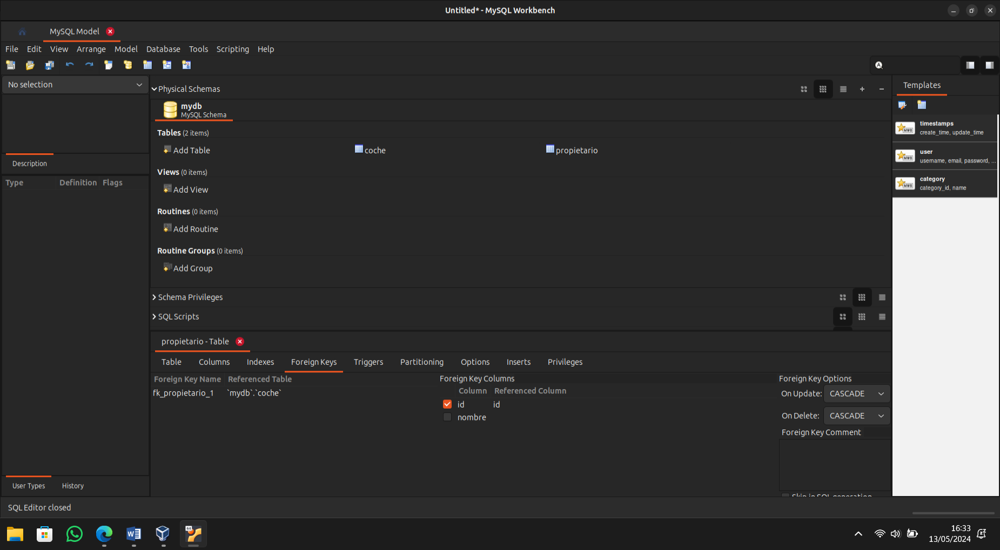 Untitled* - MySQL Workbench
MySQL Model
File Edit View Arrange Model Database Tools Scripting Help
No selection
Description
Type Definition Flags
User Types History
Physical Schemas
mydb
MySQL Schema
Tables (2 items)
Add Table coche propietario
Views (0 items)
Add View
Routines (0 items)
Add Routine
Routine Groups (0 items)
Add Group
Schema Privileges
SQL Scripts
propietario - Table
Table Columns Indexes Foreign Keys Triggers Partitioning Options Inserts Privileges
Foreign Key Name Referenced Table
fk_propietario_1 `mydb`.`coche`
Foreign Key Columns
Column Referenced Column
id id
nombre
Foreign Key Options
On Update: CASCADE
On Delete: CASCADE
Foreign Key Comment
Skip in SQL generation
Templates
timestamps
create_time, update_time
user
username, email, password, ...
category
category_id, name
MWB
MWB
MWB
SQL Editor closed
W
64
16:33
13/05/2024